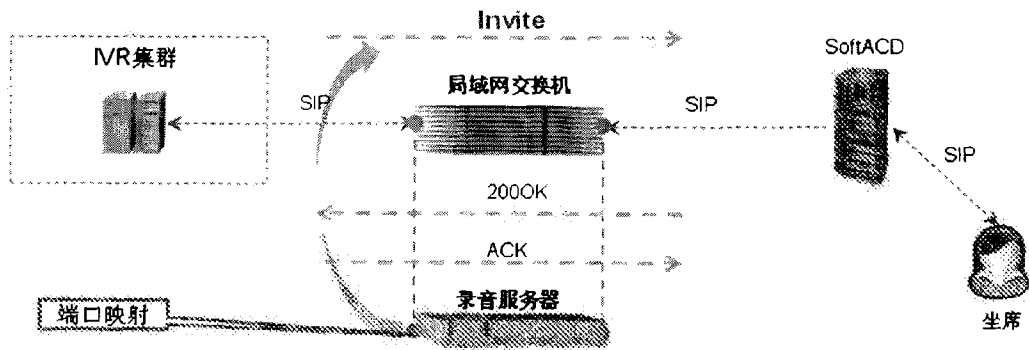 Invite
IVR集群
SoftACD
局域网交换机
SIP
SIP
SIP
200OK
ACK
录音服务器
端口映射
坐席